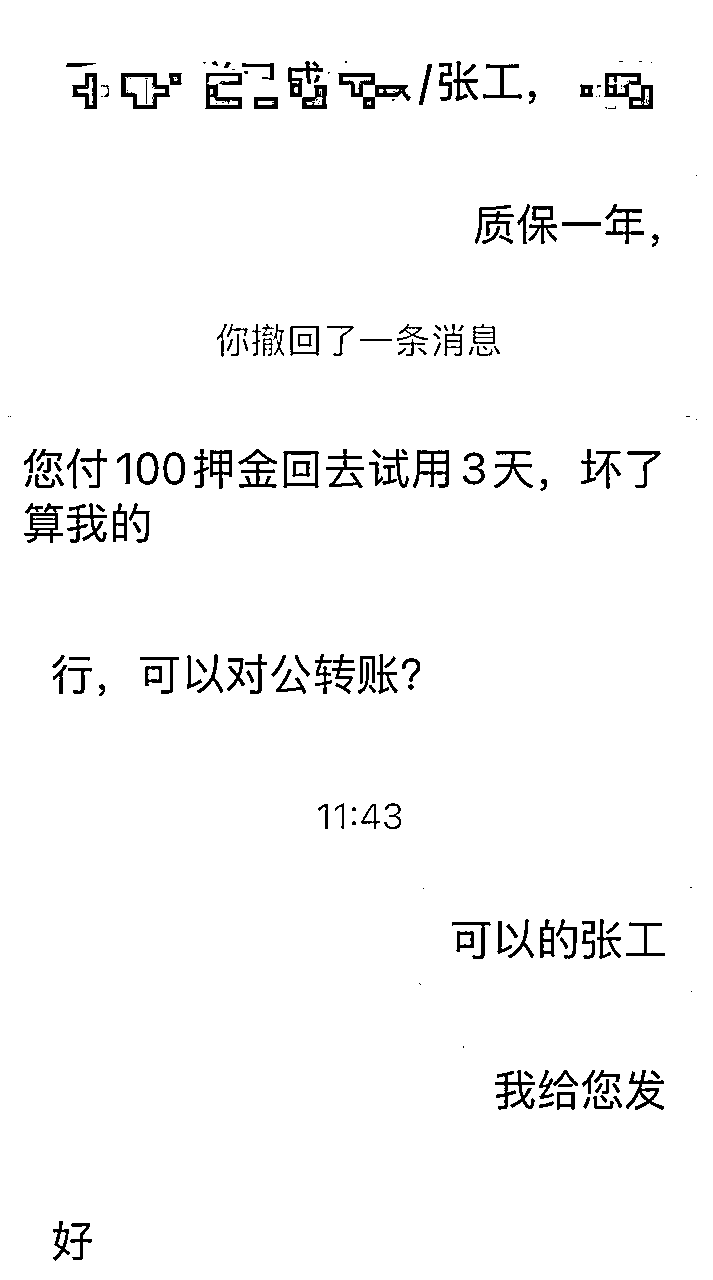 /张工，
质保一年，
你撤回了一条消息
您付100押金回去试用3天，坏了
算我的
行，可以对公转账？
11:43
可以的张工
我给您发
好